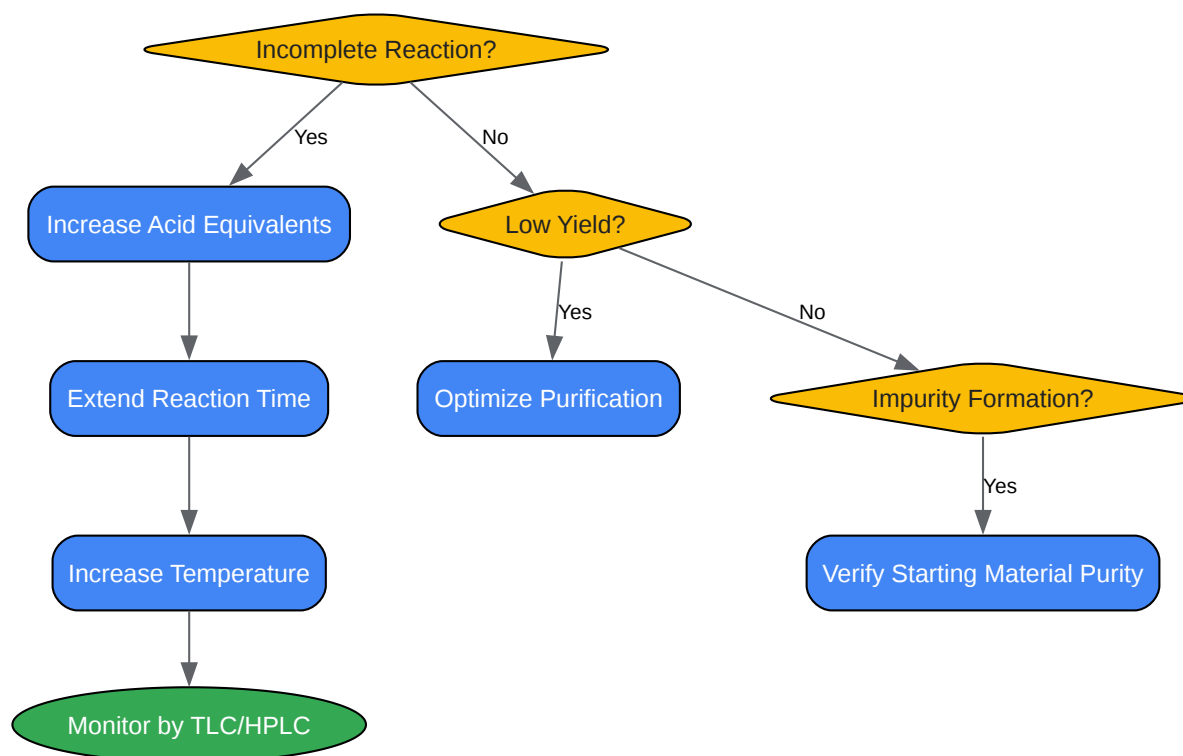 Incomplete Reaction?
Yes
No
Increase Acid Equivalents
Low Yield?
Yes
No
Extend Reaction Time
Optimize Purification
Impurity Formation?
Yes
Increase Temperature
Verify Starting Material Purity
Monitor by TLC/HPLC